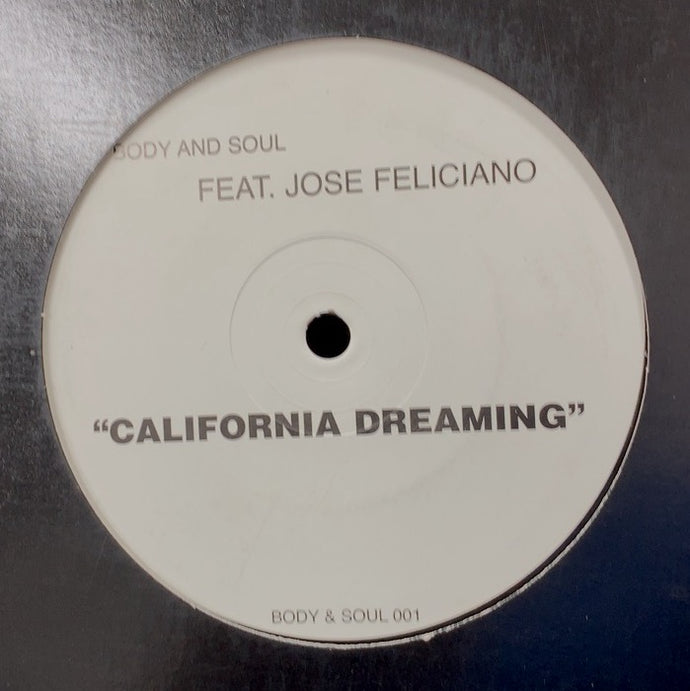 BODY AND SOUL
FEAT. JOSE FELICIANO
“CALIFORNIA DREAMING”
BODY & SOUL 001